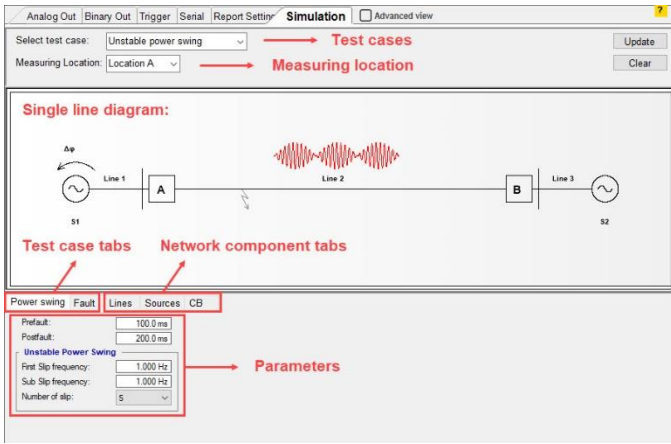 Analog Out Binary Out Trigger Serial Report Setting Simulation Advanced view ?
Select test case: Unstable power swing Test cases Update
Measuring Location: Location A Measuring location Clear
Single line diagram:
Δφ
Line 1 Line 2 Line 3
A B
S1 S2
Test case tabs Network component tabs
Power swing Fault Lines Sources CB
Prefault: 100.0 ms
Postfault: 200.0 ms
Unstable Power Swing
First Slip frequency: 1.000 Hz
Parameters
Sub Slip frequency: 1.000 Hz
Number of slip: 5